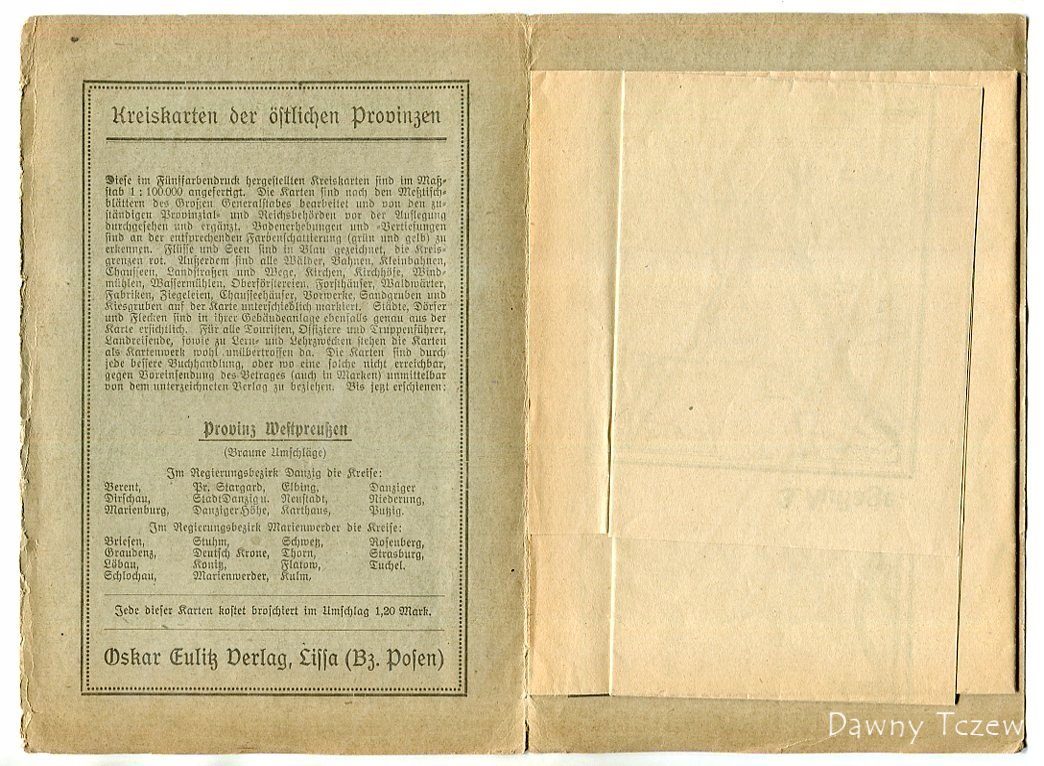 Kreiskarten der östlichen Provinzen
Diese im Fünffarbendruck hergestellten Kreiskarten sind im Maß-
stab 1 : 100 000 angefertigt. Die Karten sind nach den Meßtisch-
blättern des Großen Generalstabes bearbeitet und von den zu-
ständigen Provinzial- und Reichsbehörden vor der Auflegung
durchgesehen und ergänzt. Bodenerhebungen und -Vertiefungen
sind an der entsprechenden Farbenschattierung (grün und gelb) zu
erkennen. Flüsse und Seen sind in Blau gezeichnet, die Kreis-
grenzen rot. Außerdem sind alle Wälder, Bahnen, Kleinbahnen,
Chausseen, Landstraßen und Wege, Kirchen, Kirchhöfe, Wind-
mühlen, Wassermühlen, Oberförstereien, Forsthäuser, Waldwärter,
Fabriken, Ziegeleien, Chausseehäuser, Vorwerke, Sandgruben und
Kiesgruben auf der Karte unterschiedlich markiert. Städte, Dörfer
und Flecken sind in ihrer Gebäudeanlage ebenfalls genau aus der
Karte ersichtlich. Für alle Touristen, Offiziere und Truppenführer,
Landreisende, sowie zu Lern- und Lehrzwecken stehen die Karten
als Kartenwerk wohl unübertroffen da. Die Karten sind durch
jede bessere Buchhandlung, oder wo eine solche nicht erreichbar,
gegen Voreinsendung des Betrages (auch in Marken) unmittelbar
von dem unterzeichneten Verlag zu beziehen. Bis jetzt erschienen:
Provinz Westpreußen
(Braune Umschläge)
Im Regierungsbezirk Danzig die Kreise:
Berent, Pr. Stargard, Elbing, Danziger
Dirschau, Stadt Danzig u. Neustadt, Niederung,
Marienburg, Danziger Höhe, Karthaus, Putzig.
Im Regierungsbezirk Marienwerder die Kreise:
Briesen, Stuhm, Schwetz, Rosenberg,
Graudenz, Deutsch Krone, Thorn, Strasburg,
Löbau, Konitz, Flatow, Tuchel.
Schlochau, Marienwerder, Kulm,
Jede dieser Karten kostet broschiert im Umschlag 1,20 Mark.
Oskar Eulitz Verlag, Lissa (Bz. Posen)
Dawny Tczew